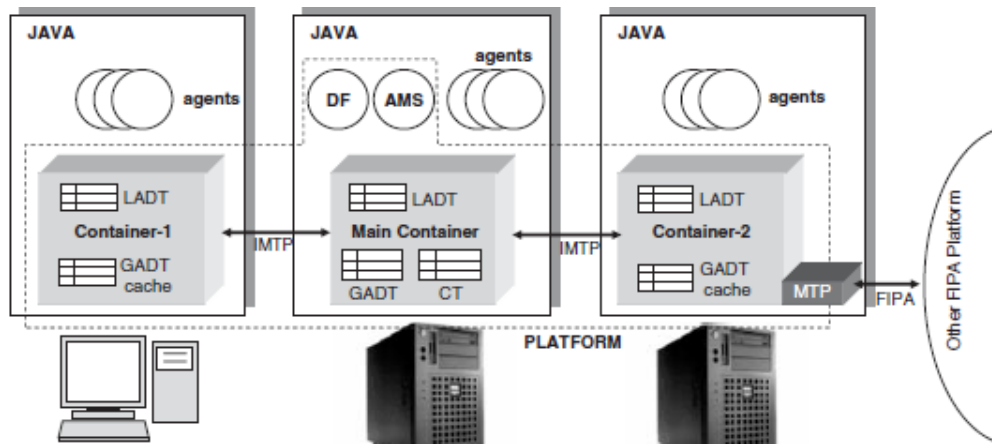 JAVA
agents
LADT
Container-1
GADT
cache
IMTP
JAVA
DF
AMS
agents
LADT
Main Container
GADT
CT
IMTP
JAVA
agents
LADT
Container-2
GADT
cache
MTP
FIPA
Other FIPA Platform
PLATFORM